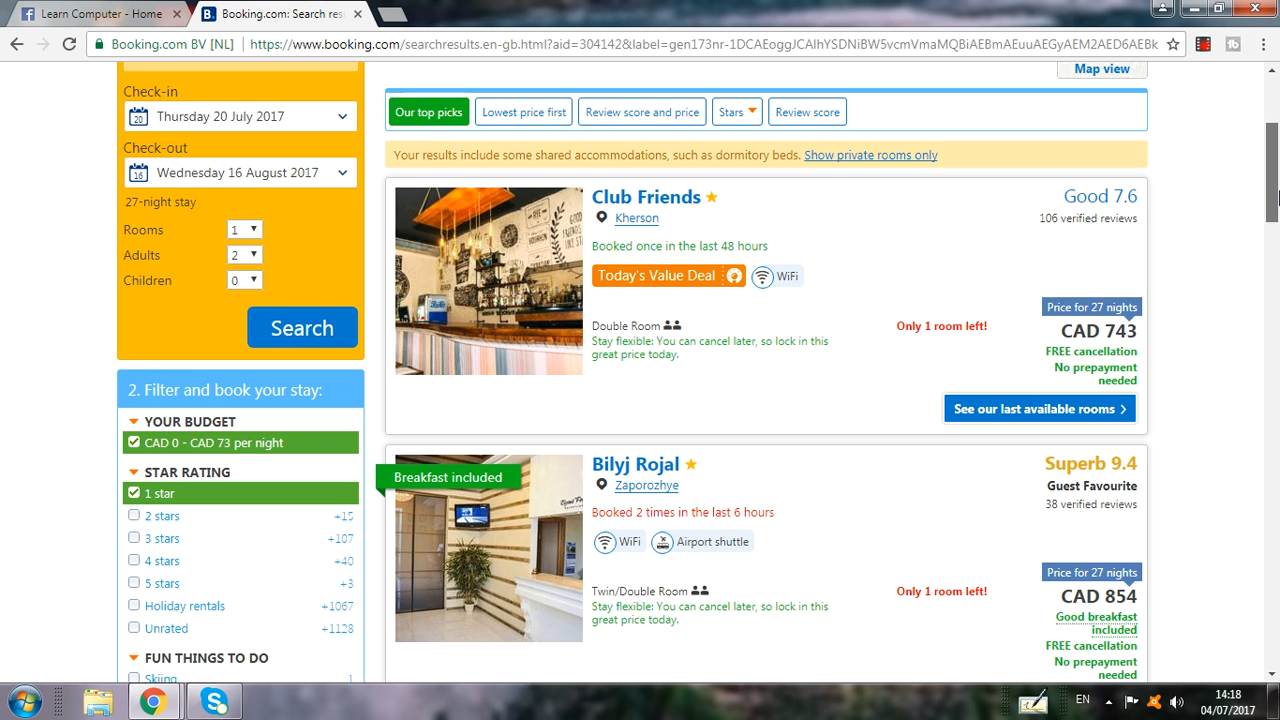 Learn Computer - Home
Booking.com: Search res
Booking.com BV [NL]
https://www.booking.com/searchresults.en-gb.html?aid=304142&label=gen173nr-1DCAEoggJCAlhYSDNiBW5vcmVmaMQBiAEBmAEuuAEGyAEM2AED6AEBk
Check-in
20
Thursday 20 July 2017
Check-out
16
Wednesday 16 August 2017
27-night stay
Rooms 1
Adults 2
Children 0
Search
2. Filter and book your stay:
YOUR BUDGET
CAD 0 - CAD 73 per night
STAR RATING
1 star
2 stars +15
3 stars +107
4 stars +40
5 stars +3
Holiday rentals +1067
Unrated +1128
FUN THINGS TO DO
Skiing 1
Map view
Our top picks
Lowest price first
Review score and price
Stars
Review score
Your results include some shared accommodations, such as dormitory beds. Show private rooms only
Club Friends
Good 7.6
Kherson
106 verified reviews
Booked once in the last 48 hours
Today's Value Deal
WiFi
Price for 27 nights
Double Room
Only 1 room left!
CAD 743
Stay flexible: You can cancel later, so lock in this
great price today.
FREE cancellation
No prepayment
needed
See our last available rooms
Breakfast included
Bilyj Rojal
Superb 9.4
Zaporozhye
Guest Favourite
38 verified reviews
Booked 2 times in the last 6 hours
WiFi
Airport shuttle
Price for 27 nights
Twin/Double Room
Only 1 room left!
CAD 854
Stay flexible: You can cancel later, so lock in this
great price today.
Good breakfast
included
FREE cancellation
No prepayment
needed
EN
14:18
04/07/2017